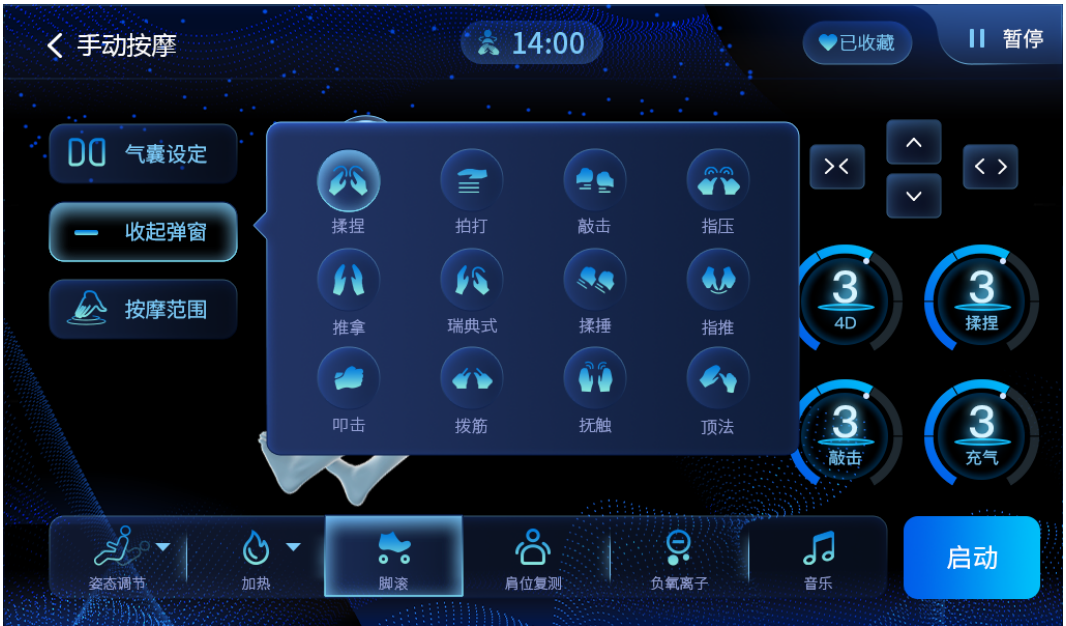 手动按摩
14:00
已收藏
暂停
气囊设定
收起弹窗
按摩范围
揉捏
拍打
敲击
指压
推拿
瑞典式
揉捶
指推
叩击
拨筋
抚触
顶法
3
4D
3
揉捏
3
敲击
3
充气
姿态调节
加热
脚滚
肩位复测
负氧离子
音乐
启动